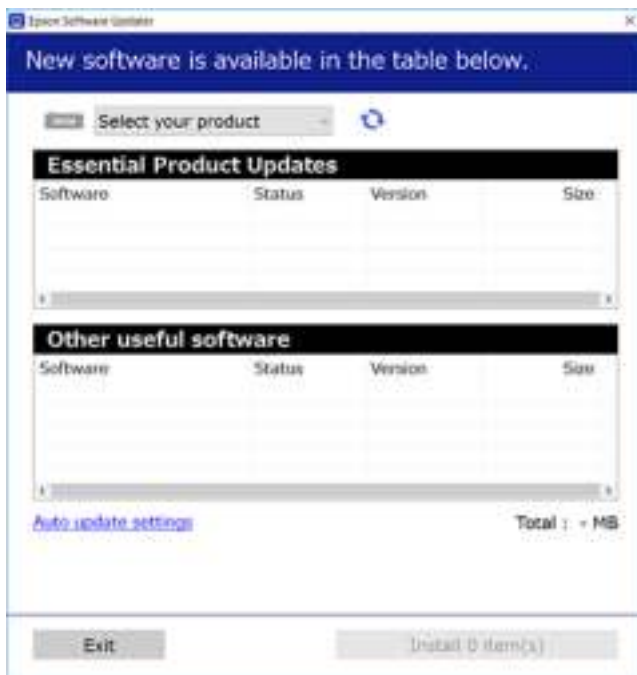 Epson Software Updater
New software is available in the table below.
Select your product
Essential Product Updates
Software Status Version Size
Other useful software
Software Status Version Size
Auto update settings
Total : - MB
Exit
Install 0 item(s)